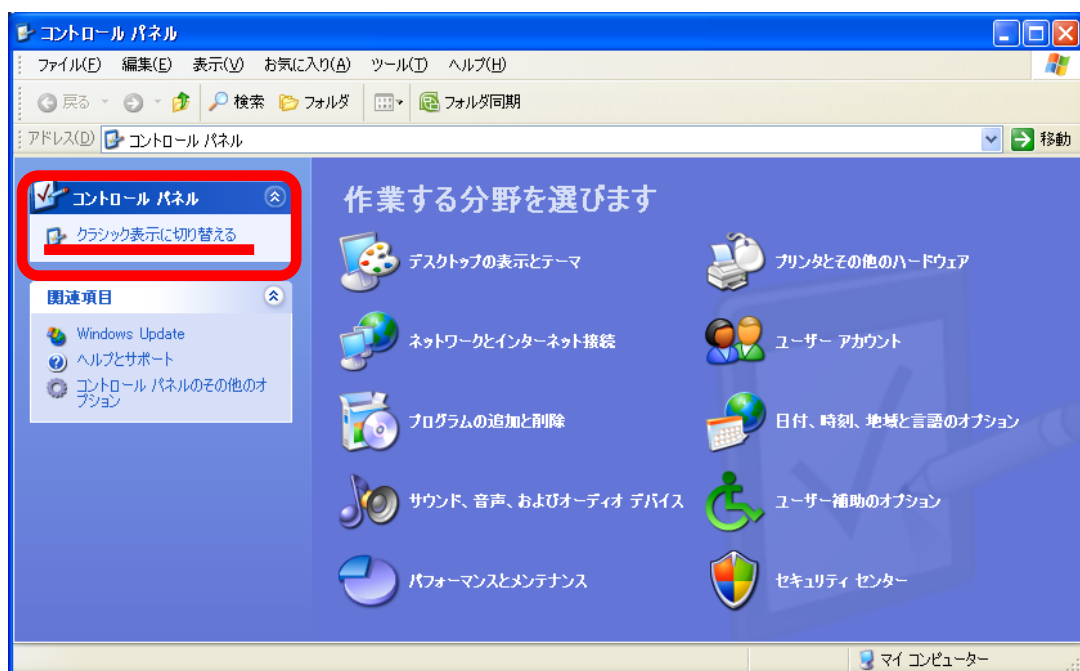 コントロール パネル
ファイル(F) 編集(E) 表示(V) お気に入り(A) ツール(T) ヘルプ(H)
戻る 検索 フォルダ フォルダ同期
アドレス(D) コントロール パネル 移動
コントロール パネル
クラシック表示に切り替える
関連項目
Windows Update
ヘルプとサポート
コントロール パネルのその他のオ
プション
作業する分野を選びます
デスクトップの表示とテーマ
プリンタとその他のハードウェア
ネットワークとインターネット接続
ユーザー アカウント
プログラムの追加と削除
日付、時刻、地域と言語のオプション
サウンド、音声、およびオーディオ デバイス
ユーザー補助のオプション
パフォーマンスとメンテナンス
セキュリティ センター
マイ コンピューター